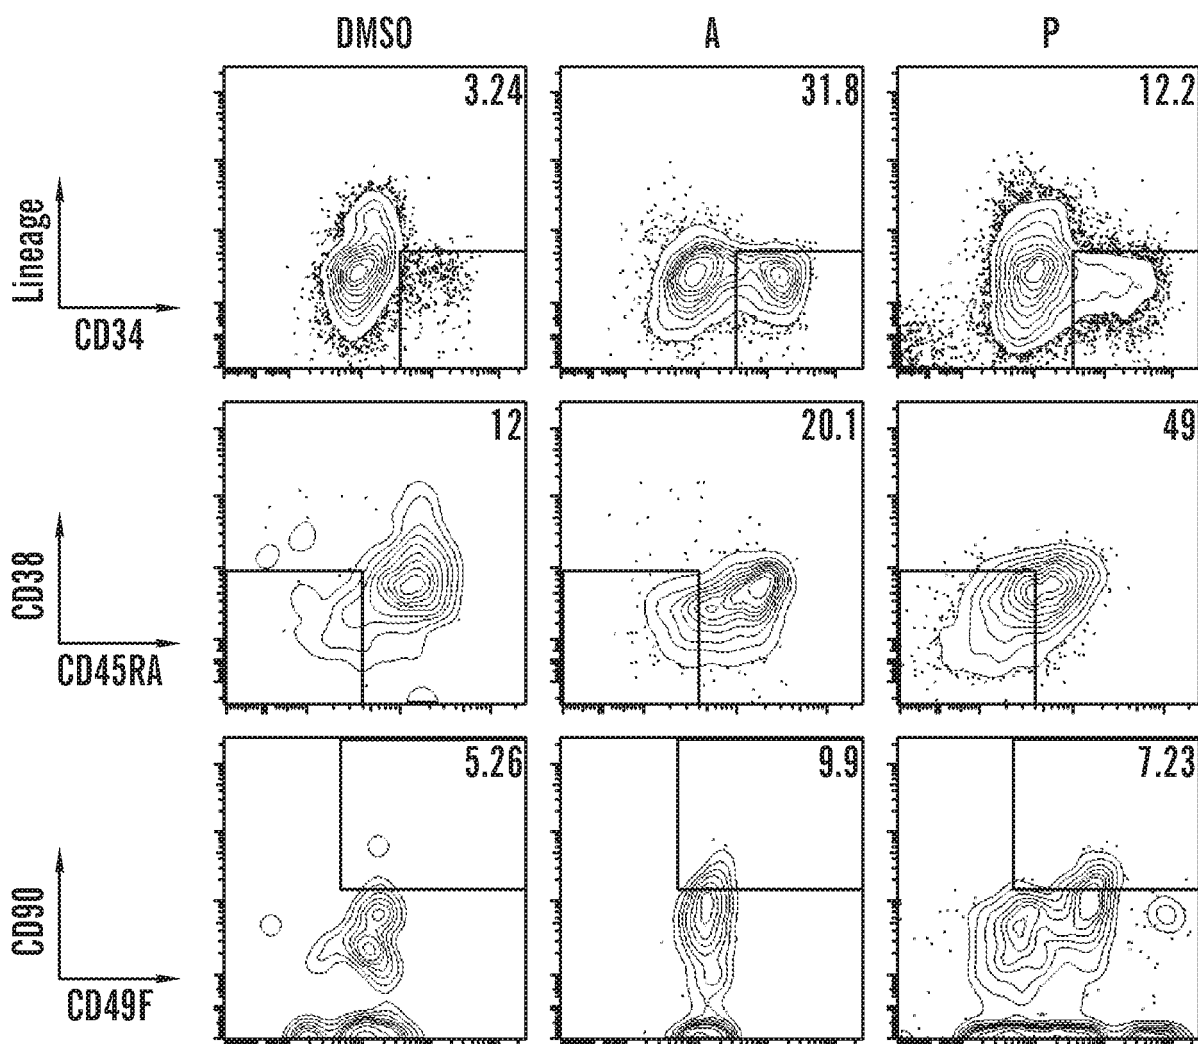 DMSO A P
3.24 31.8 12.2
Lineage
CD34
12 20.1 49
CD38
CD45RA
5.26 9.9 7.23
CD90
CD49F